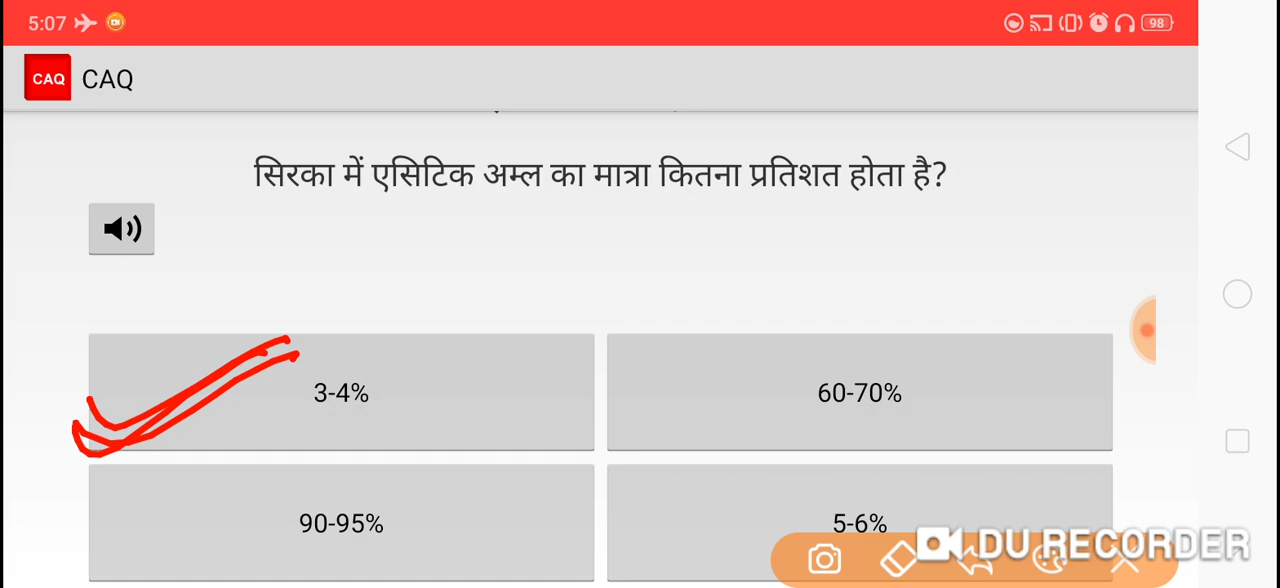 5:07 98
CAQ CAQ
सिरका में एसिटिक अम्ल का मात्रा कितना प्रतिशत होता है?
3-4% 60-70%
90-95% 5-6%
DU RECORDER